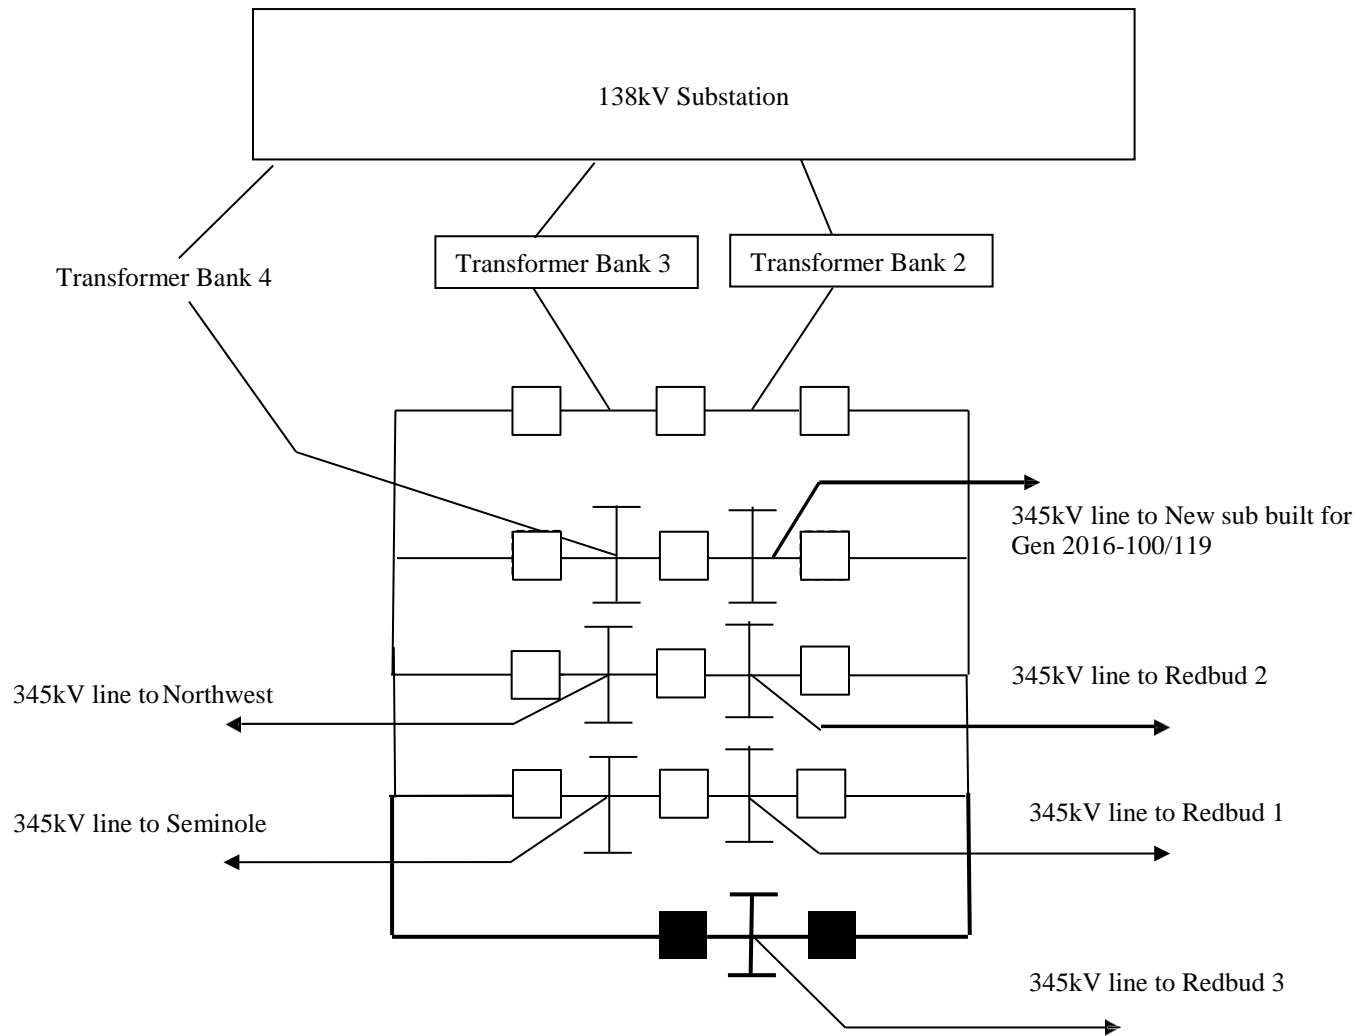 138kV Substation
Transformer Bank 4
Transformer Bank 3
Transformer Bank 2
345kV line to New sub built for
Gen 2016-100/119
345kV line to Northwest
345kV line to Redbud 2
345kV line to Seminole
345kV line to Redbud 1
345kV line to Redbud 3